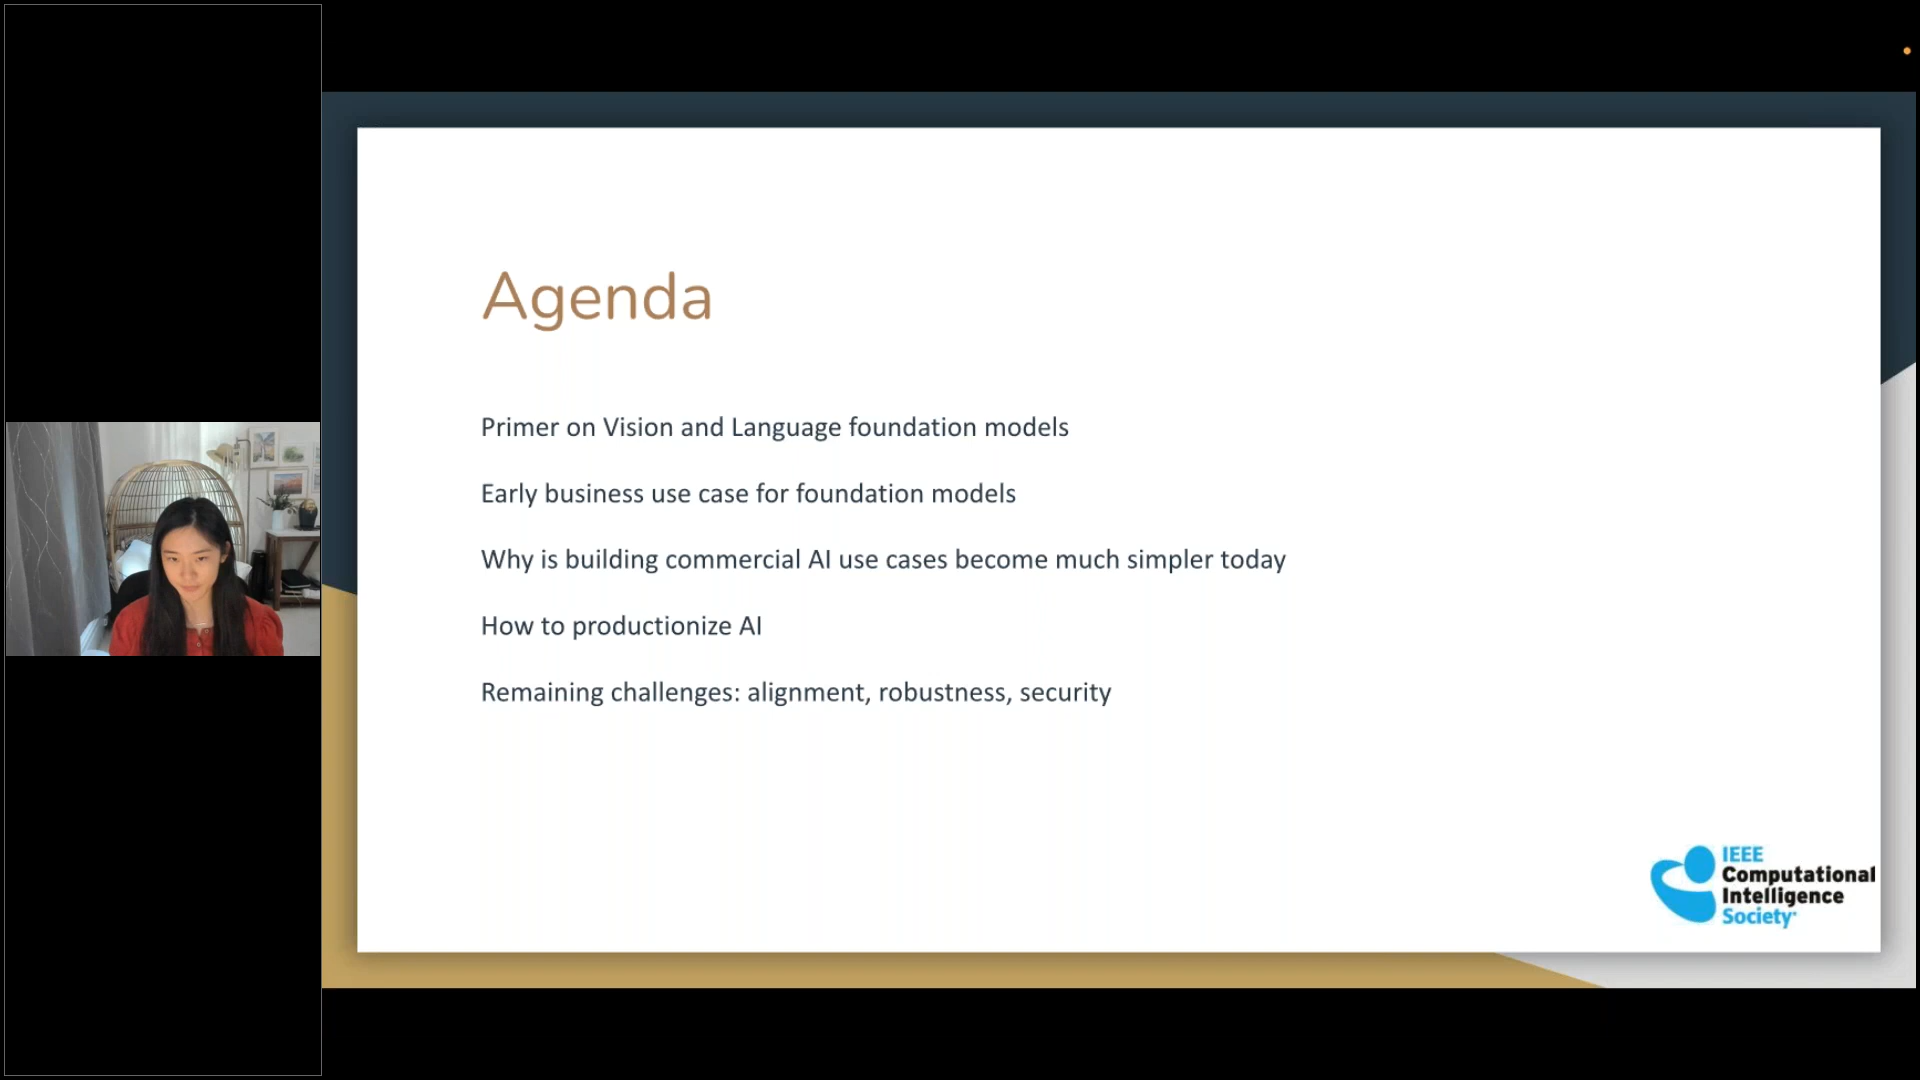 Agenda
Primer on Vision and Language foundation models
Early business use case for foundation models
Why is building commercial AI use cases become much simpler today
How to productionize AI
Remaining challenges: alignment, robustness, security
IEEE
Computational
Intelligence
Society